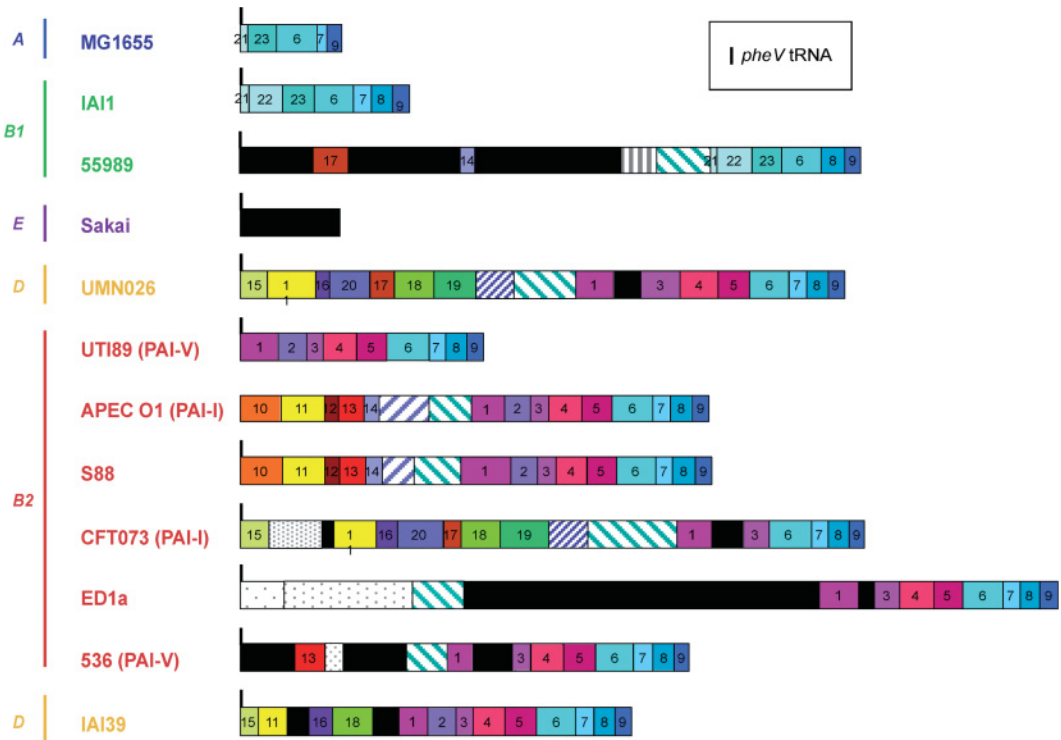 A MG1655 21 23 6 7 9
pheV tRNA
IAI1 21 22 23 6 7 8 9
B1
55989 17 14 21 22 23 6 8 9
E Sakai
D UMN026 15 11 16 20 17 18 19 1 3 4 5 6 7 8 9
UTI89 (PAI-V) 1 2 3 4 5 6 7 8 9
APEC O1 (PAI-I) 10 11 12 13 14 1 2 3 4 5 6 7 8 9
S88 10 11 12 13 14 1 2 3 4 5 6 7 8 9
B2
CFT073 (PAI-I) 15 11 16 20 17 18 19 1 3 6 7 8 9
ED1a 1 3 4 5 6 7 8 9
536 (PAI-V) 13 1 3 4 5 6 7 8 9
D IAI39 15 11 16 18 1 2 3 4 5 6 7 8 9